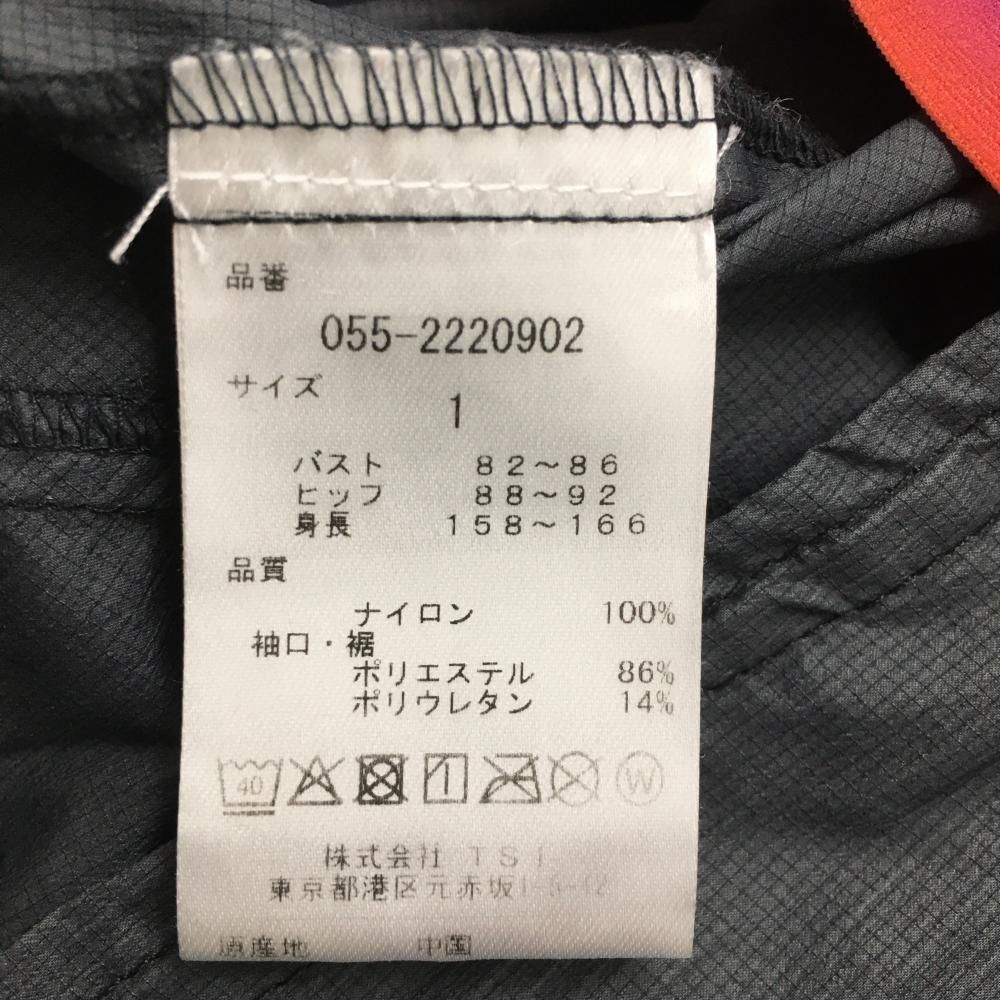 品番
055-2220902
サイズ
1
バスト 82～86
ヒップ 88～92
身長 158～166
品質
ナイロン 100%
袖口・裾
ポリエステル 86%
ポリウレタン 14%
40 W
株式会社 TSI
東京都港区元赤坂
原産地 中国